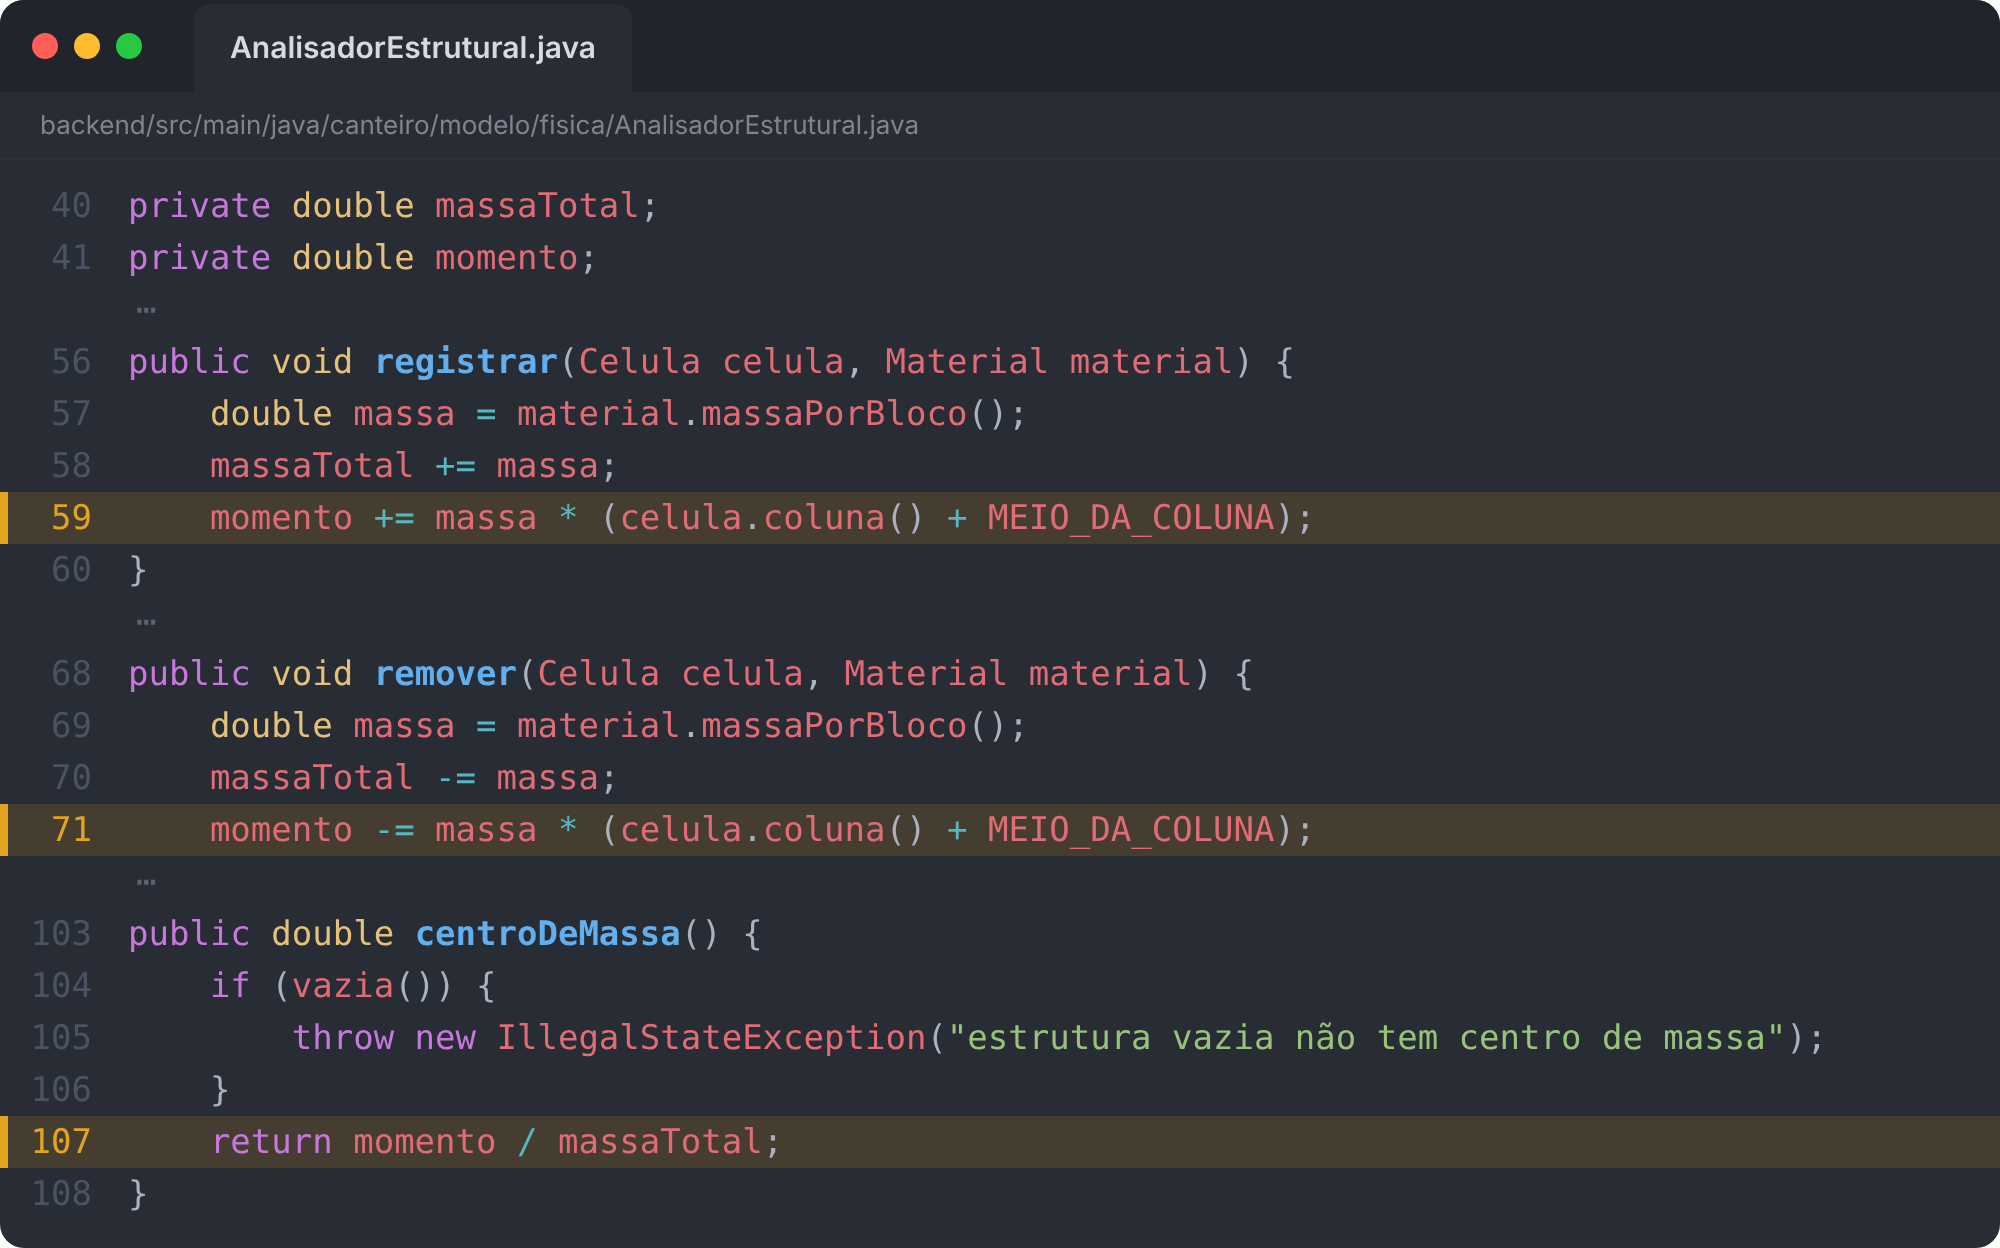 AnalisadorEstrutural.java
backend/src/main/java/canteiro/modelo/fisica/AnalisadorEstrutural.java
40 private double massaTotal;
41 private double momento;
…
56 public void registrar(Celula celula, Material material) {
57     double massa = material.massaPorBloco();
58     massaTotal += massa;
59     momento += massa * (celula.coluna() + MEIO_DA_COLUNA);
60 }
…
68 public void remover(Celula celula, Material material) {
69     double massa = material.massaPorBloco();
70     massaTotal -= massa;
71     momento -= massa * (celula.coluna() + MEIO_DA_COLUNA);
…
103 public double centroDeMassa() {
104     if (vazia()) {
105         throw new IllegalStateException("estrutura vazia não tem centro de massa");
106     }
107     return momento / massaTotal;
108 }